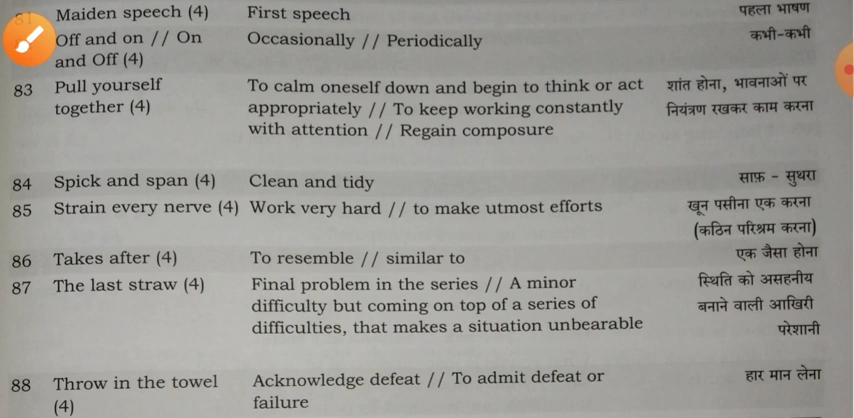 81 Maiden speech (4) First speech पहला भाषण
Off and on // On Occasionally // Periodically कभी-कभी
and Off (4)
83 Pull yourself To calm oneself down and begin to think or act शांत होना, भावनाओं पर
together (4) appropriately // To keep working constantly नियंत्रण रखकर काम करना
with attention // Regain composure
84 Spick and span (4) Clean and tidy साफ़ - सुथरा
85 Strain every nerve (4) Work very hard // to make utmost efforts खून पसीना एक करना
(कठिन परिश्रम करना)
86 Takes after (4) To resemble // similar to एक जैसा होना
87 The last straw (4) Final problem in the series // A minor स्थिति को असहनीय
difficulty but coming on top of a series of बनाने वाली आखिरी
difficulties, that makes a situation unbearable परेशानी
88 Throw in the towel Acknowledge defeat // To admit defeat or हार मान लेना
(4) failure